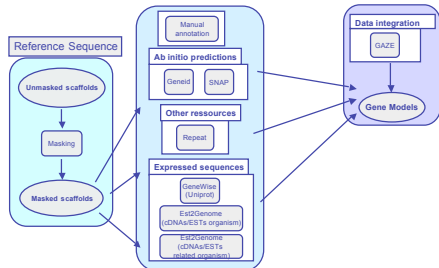 Reference Sequence
Unmasked scaffolds
Masking
Masked scaffolds
Manual
annotation
Ab initio predictions
Geneid
SNAP
Other ressources
Repeat
Expressed sequences
GeneWise
(Uniprot)
Est2Genome
(cDNAs/ESTs organism)
Est2Genome
(cDNAs/ESTs
related organism)
Data integration
GAZE
Gene Models